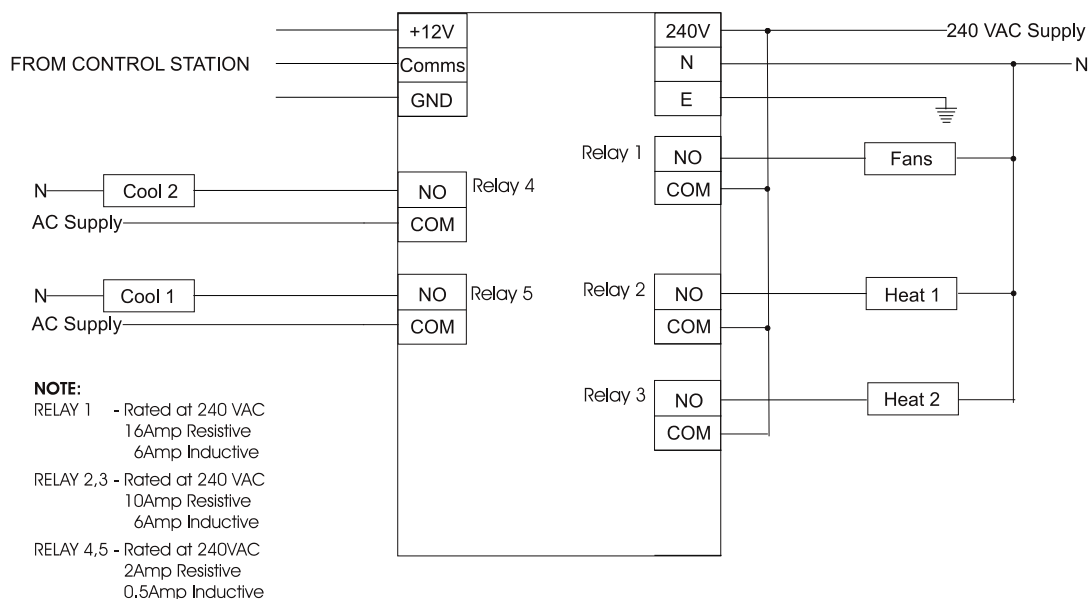 FROM CONTROL STATION
+12V
Comms
GND
240V
N
E
240 VAC Supply
N
Relay 1
NO
COM
Fans
N
Cool 2
AC Supply
NO
COM
Relay 4
N
Cool 1
AC Supply
NO
COM
Relay 5
Relay 2
NO
COM
Heat 1
Relay 3
NO
COM
Heat 2
NOTE:
RELAY 1 - Rated at 240 VAC
16Amp Resistive
6Amp Inductive
RELAY 2,3 - Rated at 240 VAC
10Amp Resistive
6Amp Inductive
RELAY 4,5 - Rated at 240VAC
2Amp Resistive
0.5Amp Inductive